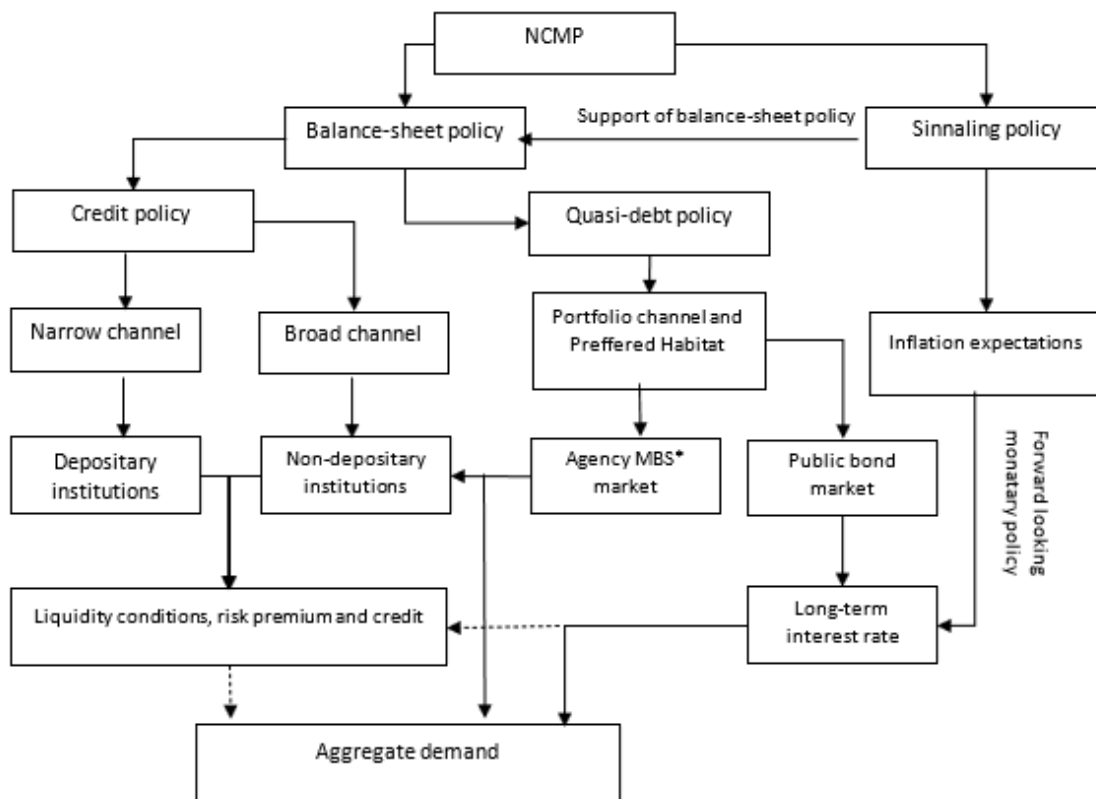 NCMP
Support of balance-sheet policy
Balance-sheet policy
Sinnaling policy
Credit policy
Quasi-debt policy
Narrow channel
Broad channel
Portfolio channel and
Preffered Habitat
Inflation expectations
Depositary
institutions
Non-depositary
institutions
Agency MBS*
market
Public bond
market
Forward looking
monatary policy
Liquidity conditions, risk premium and credit
Long-term
interest rate
Aggregate demand